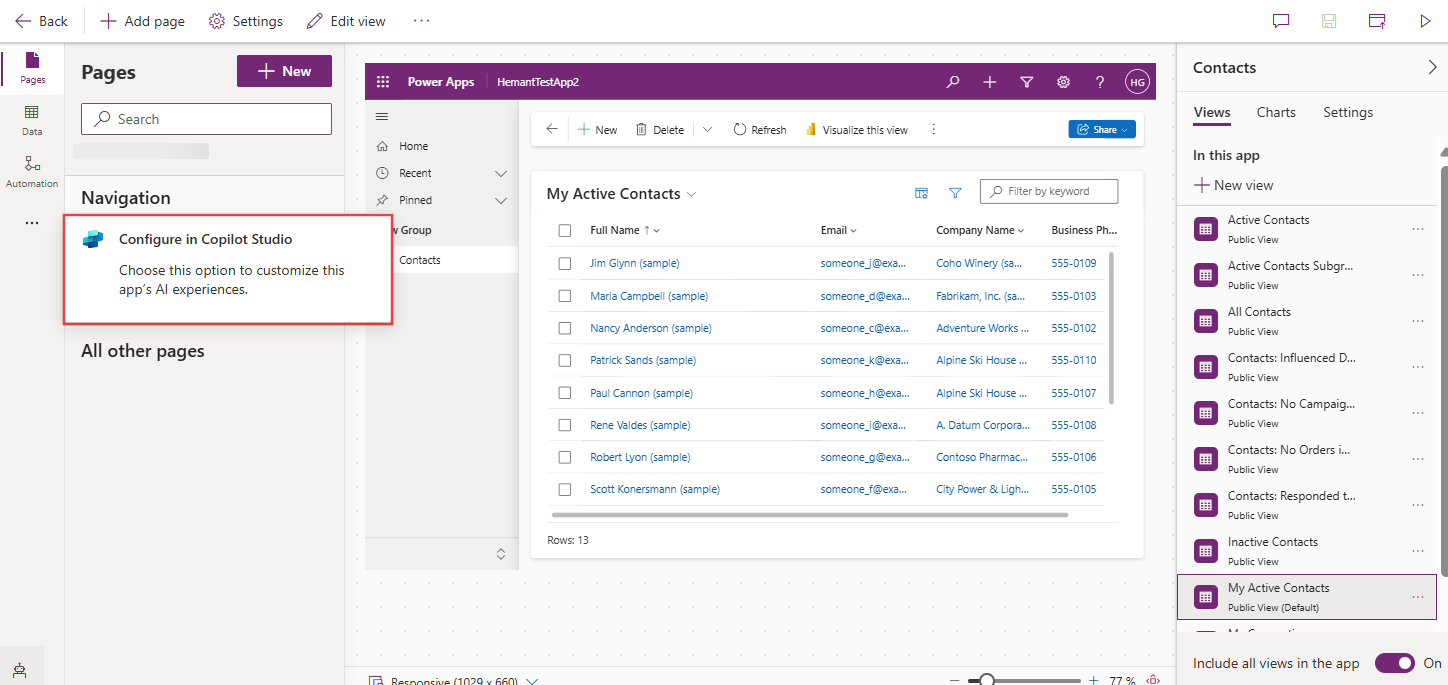 Back
Add page
Settings
Edit view
Pages
Data
Automation
Pages
New
Search
Navigation
Configure in Copilot Studio
Choose this option to customize this
app's AI experiences.
All other pages
Power Apps
HemantTestApp2
HG
Home
Recent
Pinned
w Group
Contacts
New
Delete
Refresh
Visualize this view
Share
My Active Contacts
Filter by keyword
Full Name ↑
Email
Company Name
Business Ph...
Jim Glynn (sample) someone_j@exa... Coho Winery (sa... 555-0109
Maria Campbell (sample) someone_d@exa... Fabrikam, Inc. (sa... 555-0103
Nancy Anderson (sample) someone_c@exa... Adventure Works ... 555-0102
Patrick Sands (sample) someone_k@exa... Alpine Ski House ... 555-0110
Paul Cannon (sample) someone_h@exa... Alpine Ski House ... 555-0107
Rene Valdes (sample) someone_i@exa... A. Datum Corpora... 555-0108
Robert Lyon (sample) someone_g@exa... Contoso Pharmac... 555-0106
Scott Konersmann (sample) someone_f@exa... City Power & Ligh... 555-0105
Rows: 13
Responsive (1029 x 660)
77 %
Contacts
Views
Charts
Settings
In this app
New view
Active Contacts
Public View
Active Contacts Subgr...
Public View
All Contacts
Public View
Contacts: Influenced D...
Public View
Contacts: No Campaig...
Public View
Contacts: No Orders i...
Public View
Contacts: Responded t...
Public View
Inactive Contacts
Public View
My Active Contacts
Public View (Default)
Include all views in the app
On